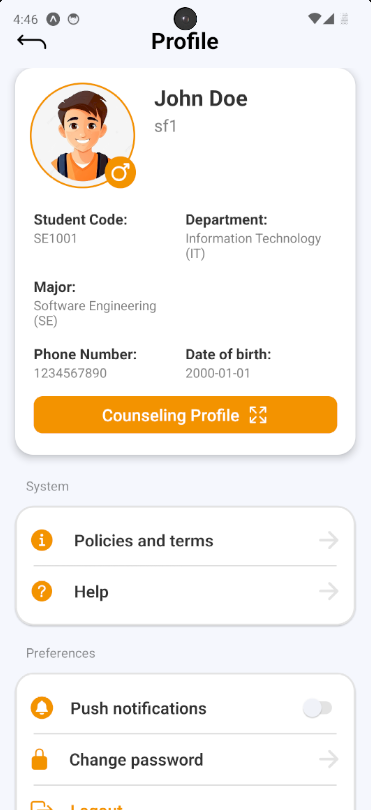 4:46
Profile
John Doe
sf1
Student Code:
SE1001
Department:
Information Technology
(IT)
Major:
Software Engineering
(SE)
Phone Number:
1234567890
Date of birth:
2000-01-01
Counseling Profile
System
Policies and terms
Help
Preferences
Push notifications
Change password
Logout